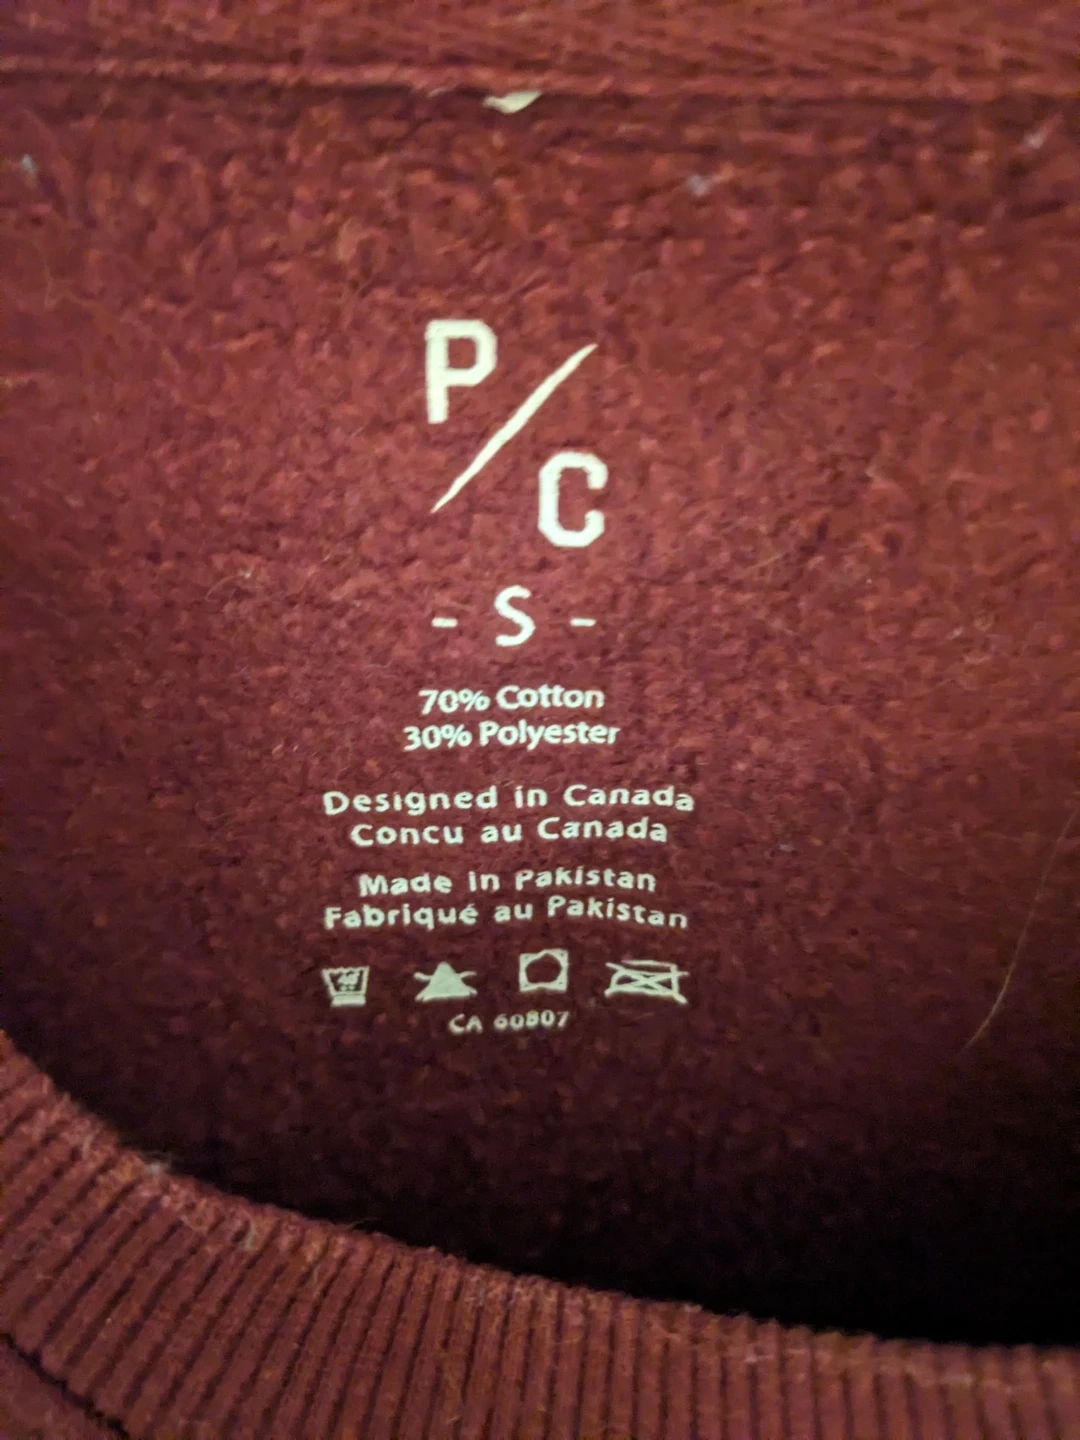 P/C
- S -
70% Cotton
30% Polyester
Designed in Canada
Concu au Canada
Made in Pakistan
Fabriqué au Pakistan
CA 60807